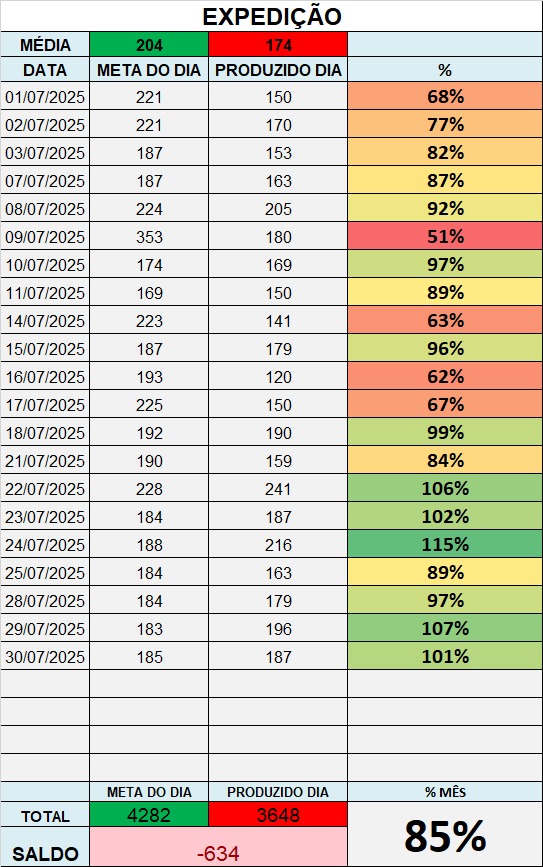 EXPEDIÇÃO
MÉDIA 204 174
DATA META DO DIA PRODUZIDO DIA %
01/07/2025 221 150 68%
02/07/2025 221 170 77%
03/07/2025 187 153 82%
07/07/2025 187 163 87%
08/07/2025 224 205 92%
09/07/2025 353 180 51%
10/07/2025 174 169 97%
11/07/2025 169 150 89%
14/07/2025 223 141 63%
15/07/2025 187 179 96%
16/07/2025 193 120 62%
17/07/2025 225 150 67%
18/07/2025 192 190 99%
21/07/2025 190 159 84%
22/07/2025 228 241 106%
23/07/2025 184 187 102%
24/07/2025 188 216 115%
25/07/2025 184 163 89%
28/07/2025 184 179 97%
29/07/2025 183 196 107%
30/07/2025 185 187 101%
META DO DIA PRODUZIDO DIA % MÊS
TOTAL 4282 3648 85%
SALDO -634